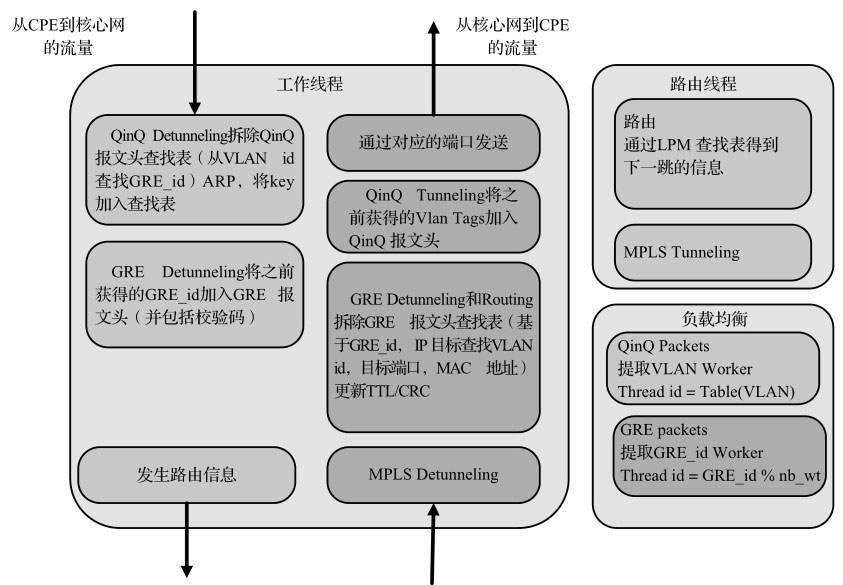 从CPE到核心网
的流量
从核心网到CPE
的流量
工作线程
QinQ Detunneling拆除QinQ
报文头查找表（从VLAN id
查找GRE_id）ARP，将key
加入查找表
GRE Detunneling将之前
获得的GRE_id加入GRE 报
文头（并包括校验码）
发生路由信息
通过对应的端口发送
QinQ Tunneling将之
前获得的Vlan Tags加入
QinQ 报文头
GRE Detunneling和Routing
拆除GRE 报文头查找表（基
于GRE_id， IP 目标查找VLAN
id，目标端口，MAC 地址）
更新TTL/CRC
MPLS Detunneling
路由线程
路由
通过LPM 查找表得到
下一跳的信息
MPLS Tunneling
负载均衡
QinQ Packets
提取VLAN Worker
Thread id = Table(VLAN)
GRE packets
提取GRE_id Worker
Thread id = GRE_id % nb_wt